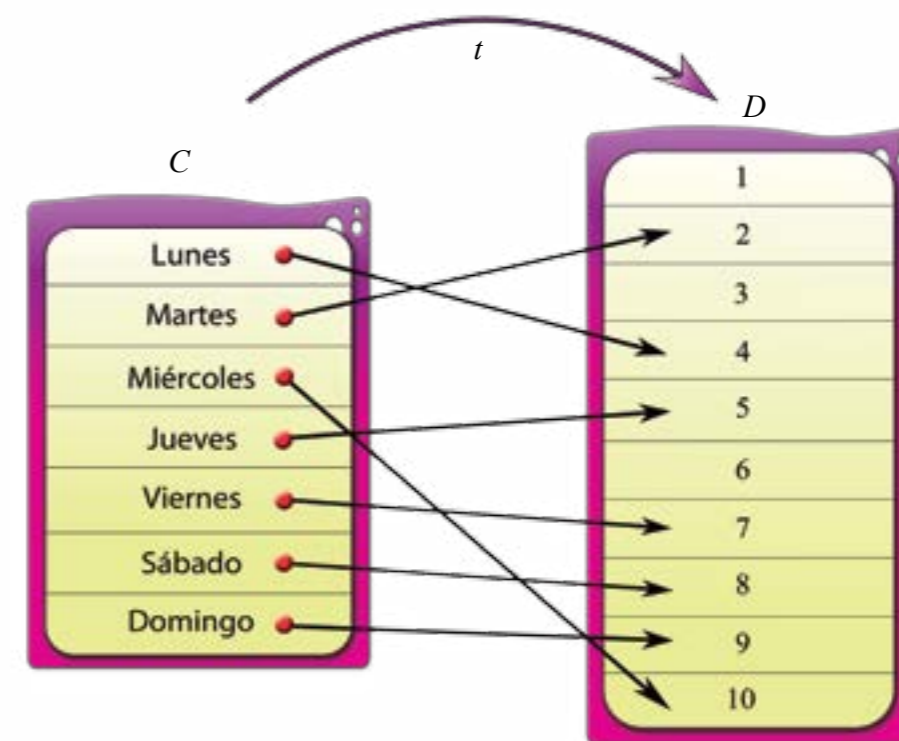 t
C
Lunes
Martes
Miércoles
Jueves
Viernes
Sábado
Domingo
D
1
2
3
4
5
6
7
8
9
10